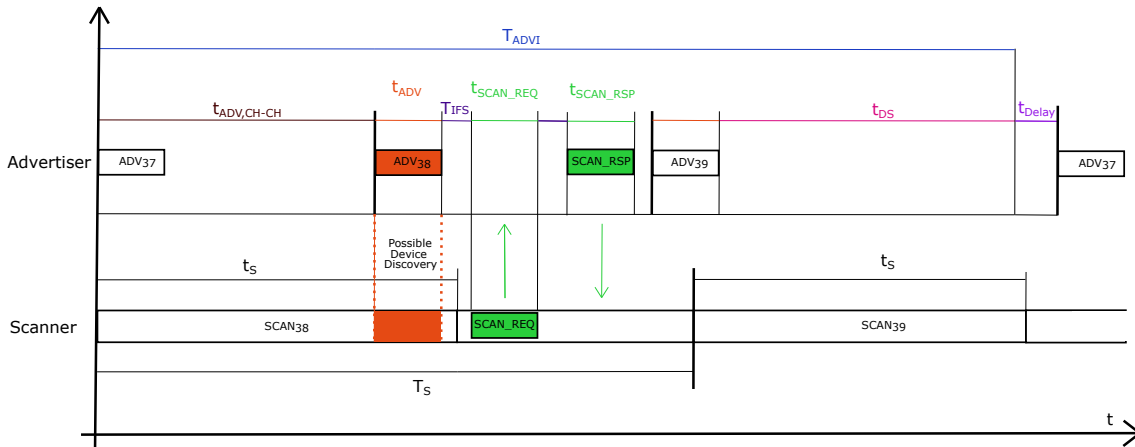 TADVI
tADV
tSCAN_REQ
tSCAN_RSP
tADV,CH-CH
TIFS
tDS
tDelay
Advertiser
ADV37
ADV38
SCAN_RSP
ADV39
ADV37
Possible
Device
Discovery
tS
tS
Scanner
SCAN38
SCAN_REQ
SCAN39
TS
t